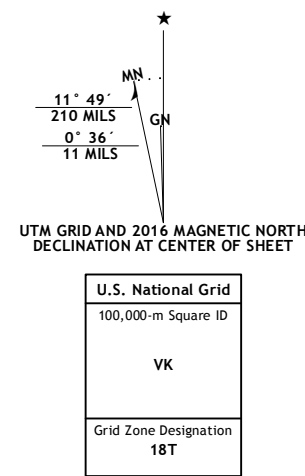 ★
MN
11° 49´
210 MILS
GN
0° 36´
11 MILS
UTM GRID AND 2016 MAGNETIC NORTH
DECLINATION AT CENTER OF SHEET
U.S. National Grid
100,000-m Square ID
VK
Grid Zone Designation
18T